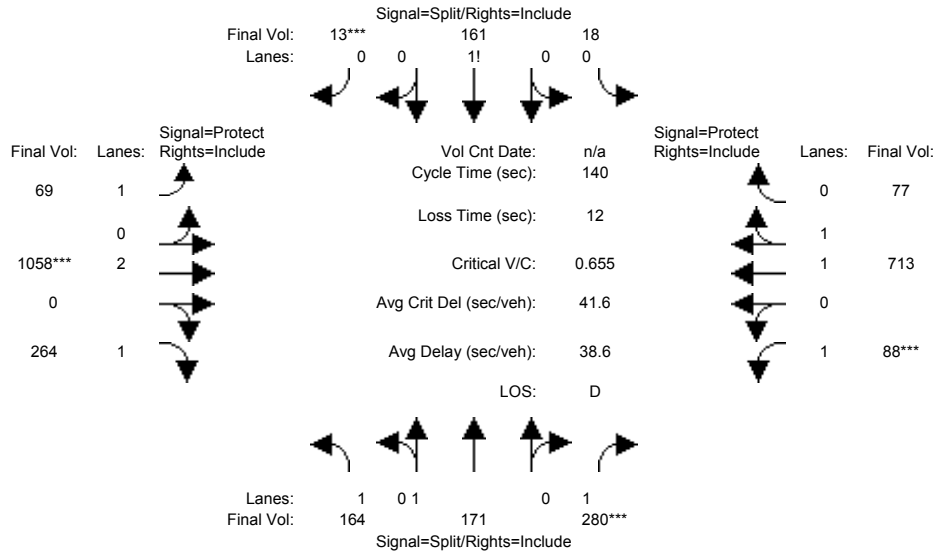 Signal=Split/Rights=Include
Final Vol: 13*** 161 18
Lanes: 0 0 1! 0 0
Signal=Protect Signal=Protect
Final Vol: Lanes: Rights=Include Vol Cnt Date: n/a Rights=Include Lanes: Final Vol:
Cycle Time (sec): 140
69 1 0 77
Loss Time (sec): 12
0 1
1058*** 2 Critical V/C: 0.655 1 713
0 0 Avg Crit Del (sec/veh): 41.6 0
264 1 Avg Delay (sec/veh): 38.6 1 88***
LOS: D
Lanes: 1 0 1 0 1
Final Vol: 164 171 280***
Signal=Split/Rights=Include